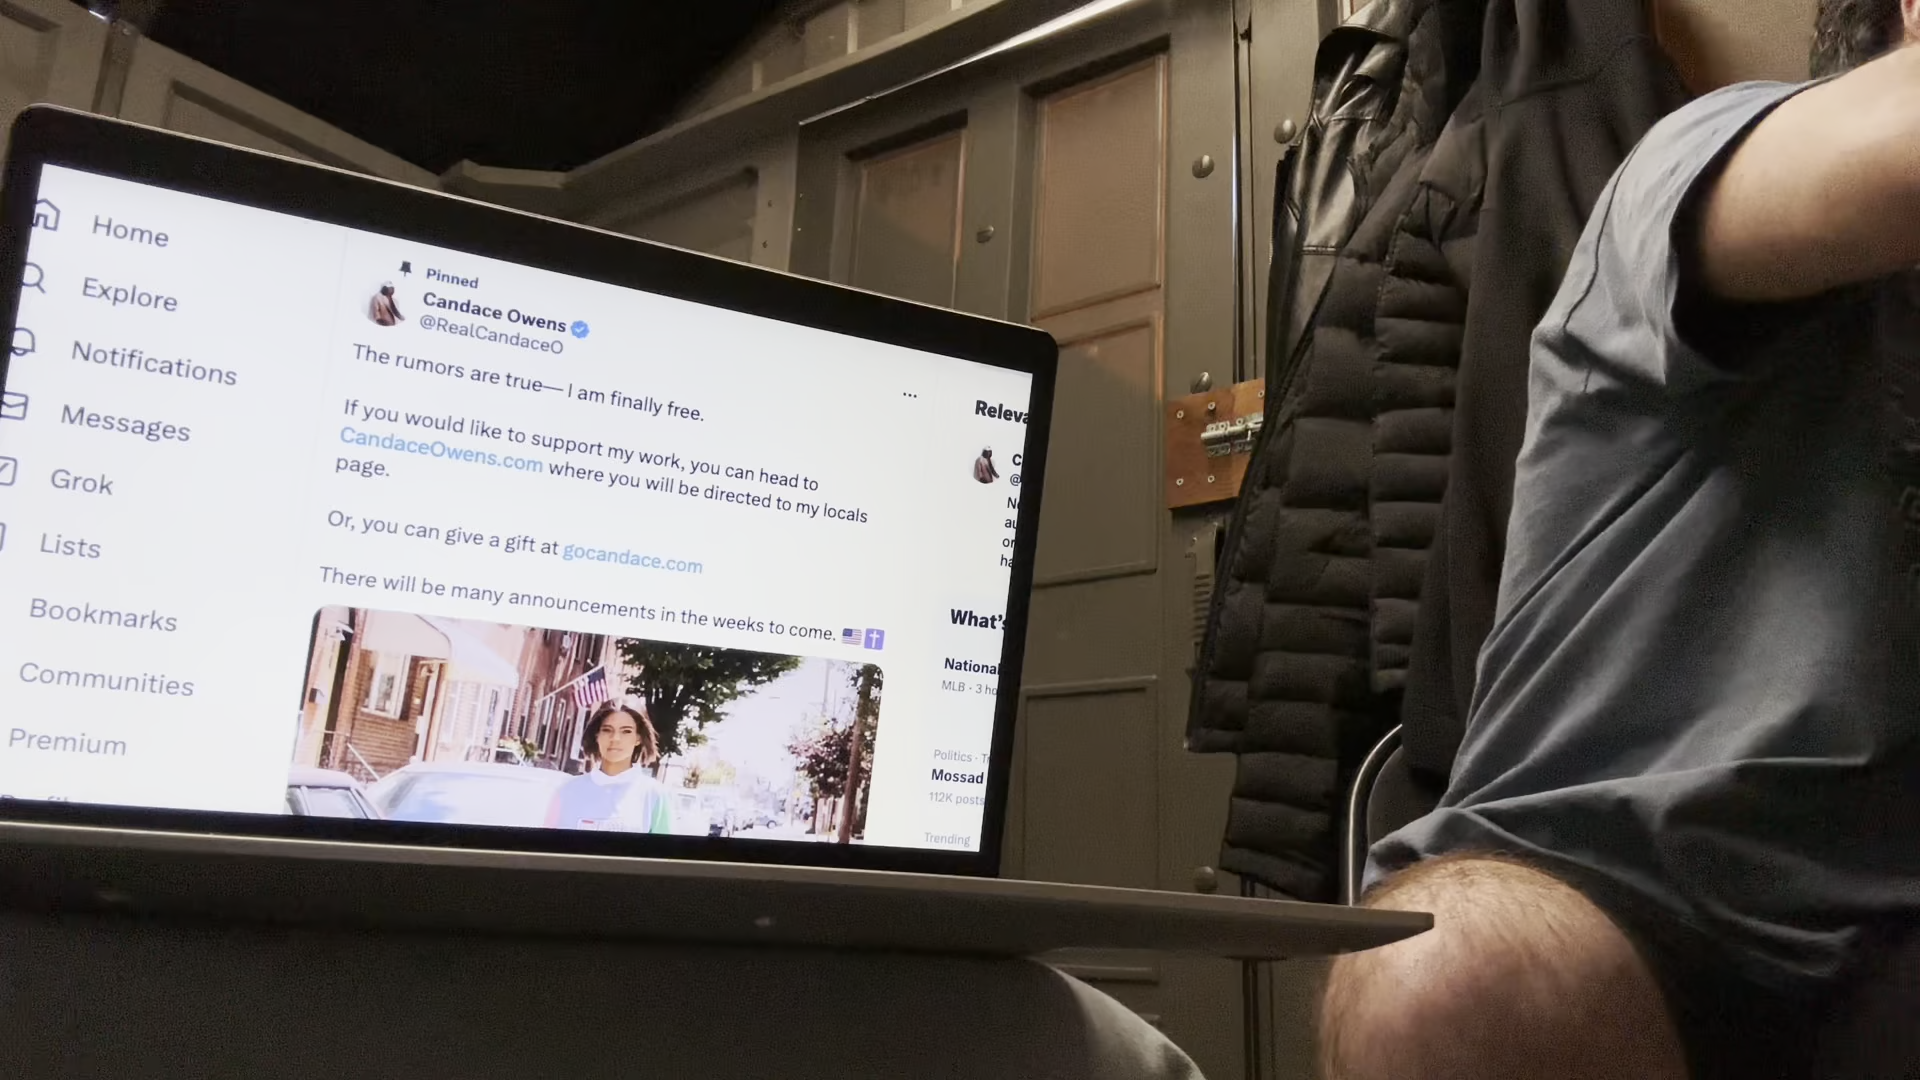 Home
Explore
Notifications
Messages
Grok
Lists
Bookmarks
Communities
Premium
Pinned
Candace Owens
@RealCandaceO
The rumors are true— I am finally free.
If you would like to support my work, you can head to
CandaceOwens.com where you will be directed to my locals
page.
Or, you can give a gift at gocandace.com
There will be many announcements in the weeks to come. 🇺🇸✝️
What's
National
MLB · 3
Politics ·
Mossad
112K posts
Trending